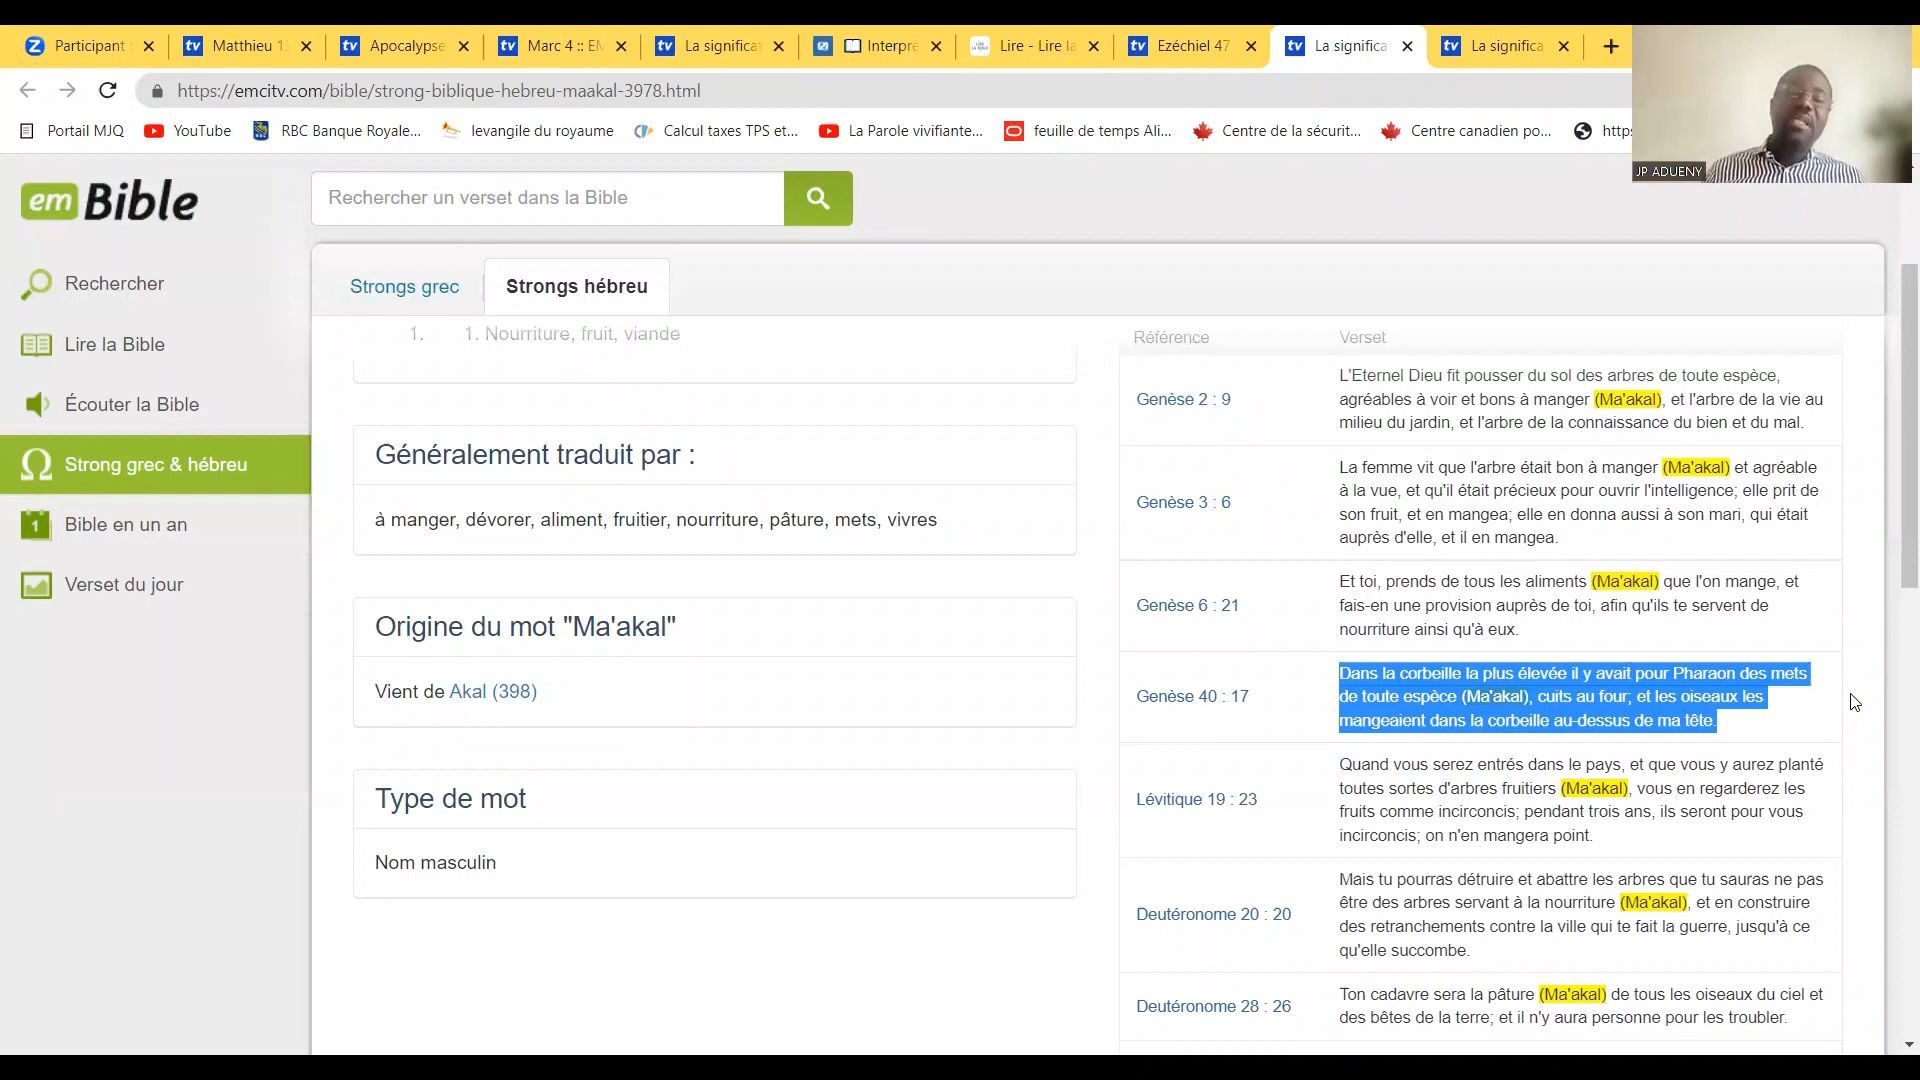 Participant
Matthieu 13
Apocalypse
Marc 4 :: EM
La significat
Interpré
Lire - Lire la
Ezéchiel 47
La significa
La significa
https://emcitv.com/bible/strong-biblique-hebreu-maakal-3978.html
Portail MJQ
YouTube
RBC Banque Royale...
levangile du royaume
Calcul taxes TPS et...
La Parole vivifiante...
feuille de temps Ali...
Centre de la sécurit...
Centre canadien po...
https
JP ADUENY
em Bible
Rechercher un verset dans la Bible
Rechercher
Lire la Bible
Écouter la Bible
Strong grec & hébreu
1 Bible en un an
Verset du jour
Strongs grec
Strongs hébreu
1. 1. Nourriture, fruit, viande
Généralement traduit par :
à manger, dévorer, aliment, fruitier, nourriture, pâture, mets, vivres
Origine du mot "Ma'akal"
Vient de Akal (398)
Type de mot
Nom masculin
Référence Verset
Genèse 2 : 9
L'Eternel Dieu fit pousser du sol des arbres de toute espèce,
agréables à voir et bons à manger (Ma'akal), et l'arbre de la vie au
milieu du jardin, et l'arbre de la connaissance du bien et du mal.
Genèse 3 : 6
La femme vit que l'arbre était bon à manger (Ma'akal) et agréable
à la vue, et qu'il était précieux pour ouvrir l'intelligence; elle prit de
son fruit, et en mangea; elle en donna aussi à son mari, qui était
auprès d'elle, et il en mangea.
Genèse 6 : 21
Et toi, prends de tous les aliments (Ma'akal) que l'on mange, et
fais-en une provision auprès de toi, afin qu'ils te servent de
nourriture ainsi qu'à eux.
Genèse 40 : 17
Dans la corbeille la plus élevée il y avait pour Pharaon des mets
de toute espèce (Ma'akal), cuits au four; et les oiseaux les
mangeaient dans la corbeille au-dessus de ma tête.
Lévitique 19 : 23
Quand vous serez entrés dans le pays, et que vous y aurez planté
toutes sortes d'arbres fruitiers (Ma'akal), vous en regarderez les
fruits comme incirconcis; pendant trois ans, ils seront pour vous
incirconcis; on n'en mangera point.
Deutéronome 20 : 20
Mais tu pourras détruire et abattre les arbres que tu sauras ne pas
être des arbres servant à la nourriture (Ma'akal), et en construire
des retranchements contre la ville qui te fait la guerre, jusqu'à ce
qu'elle succombe.
Deutéronome 28 : 26
Ton cadavre sera la pâture (Ma'akal) de tous les oiseaux du ciel et
des bêtes de la terre; et il n'y aura personne pour les troubler.